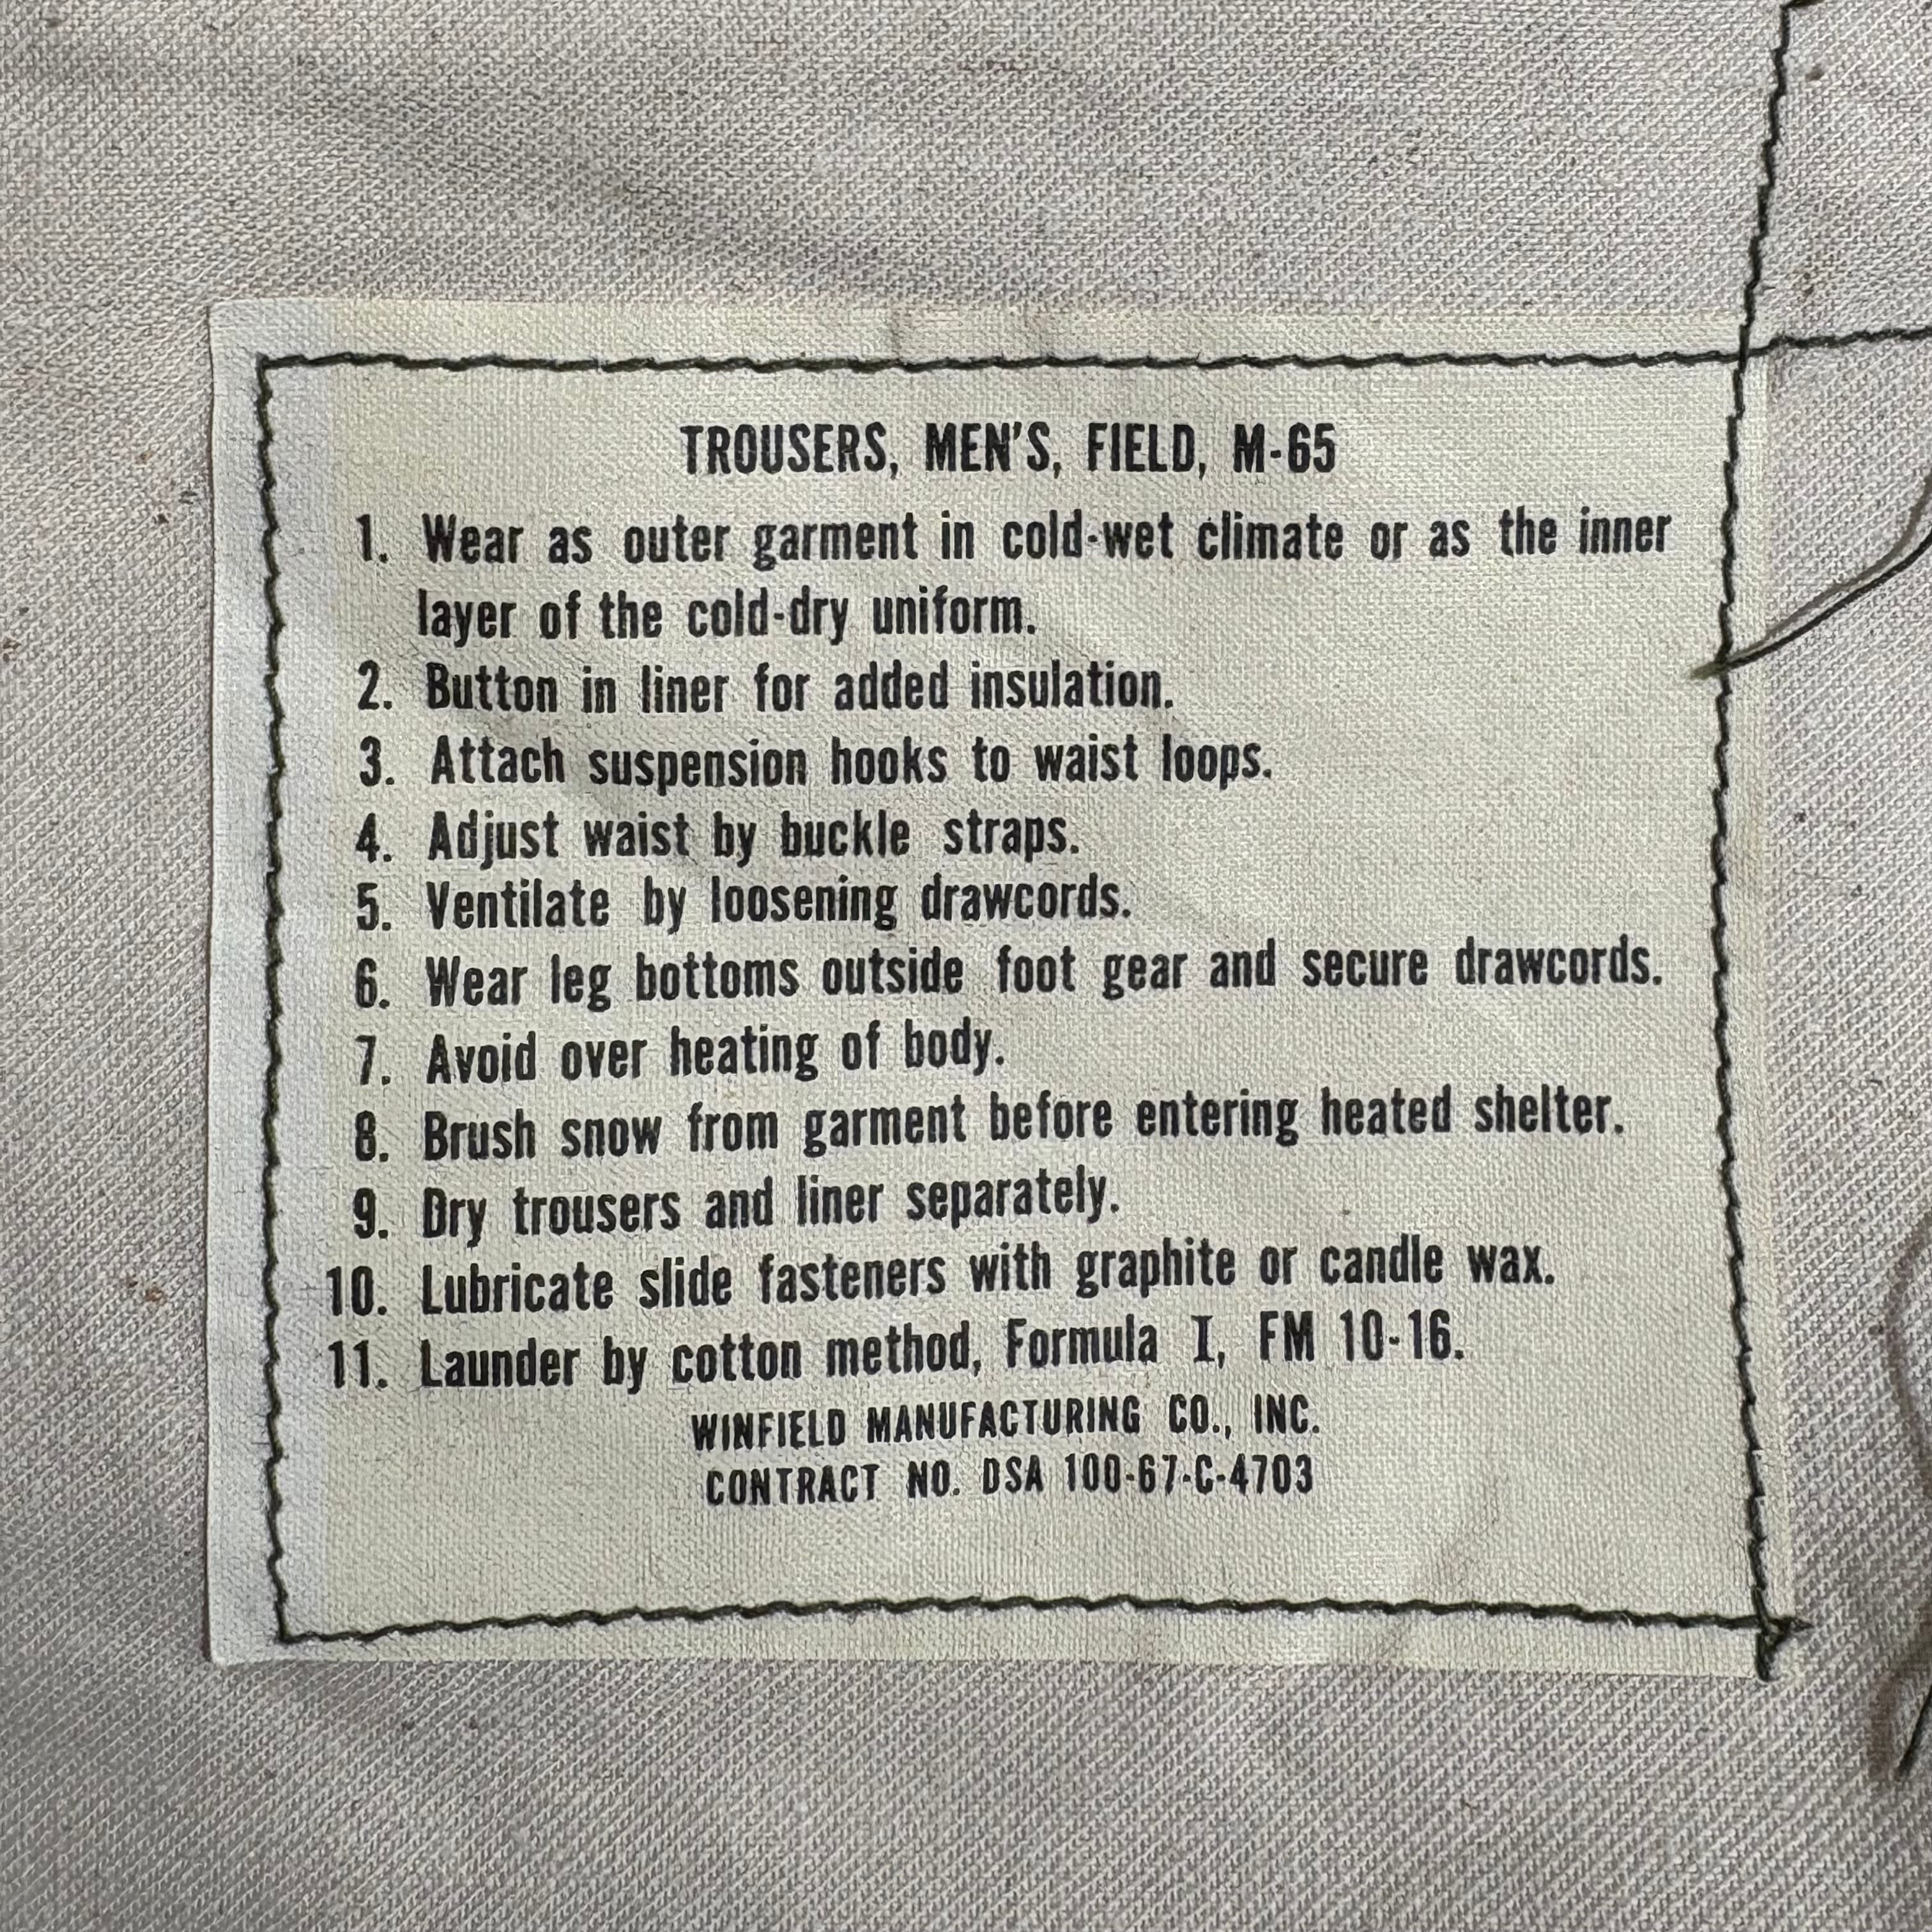 TROUSERS, MEN'S, FIELD, M-65
1. Wear as outer garment in cold-wet climate or as the inner
layer of the cold-dry uniform.
2. Button in liner for added insulation.
3. Attach suspension hooks to waist loops.
4. Adjust waist by buckle straps.
5. Ventilate by loosening drawcords.
6. Wear leg bottoms outside foot gear and secure drawcords.
7. Avoid over heating of body.
8. Brush snow from garment before entering heated shelter.
9. Dry trousers and liner separately.
10. Lubricate slide fasteners with graphite or candle wax.
11. Launder by cotton method, Formula I, FM 10-16.
WINFIELD MANUFACTURING CO., INC.
CONTRACT NO. DSA 100-67-C-4703